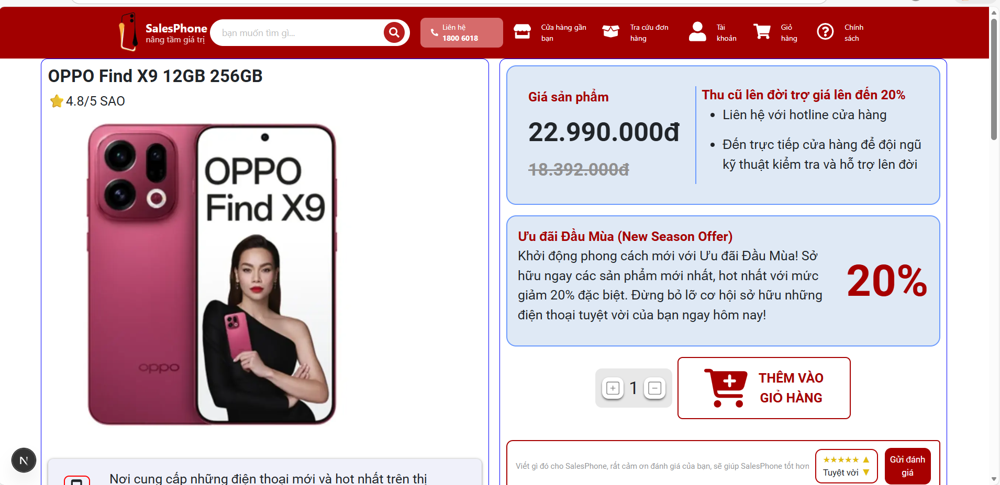 SalesPhone
nâng tầm giá trị
bạn muốn tìm gì...
Liên hệ
1800 6018
Cửa hàng gần
bạn
Tra cứu đơn
hàng
Tài
khoản
Giỏ
hàng
Chính
sách
OPPO Find X9 12GB 256GB
4.8/5 SAO
OPPO
Find X9
oppo
Giá sản phẩm
22.990.000đ
18.392.000đ
Thu cũ lên đời trợ giá lên đến 20%
Liên hệ với hotline cửa hàng
Đến trực tiếp cửa hàng để đội ngũ
kỹ thuật kiểm tra và hỗ trợ lên đời
Ưu đãi Đầu Mùa (New Season Offer)
Khởi động phong cách mới với Ưu đãi Đầu Mùa! Sở
hữu ngay các sản phẩm mới nhất, hot nhất với mức
giảm 20% đặc biệt. Đừng bỏ lỡ cơ hội sở hữu những
điện thoại tuyệt vời của bạn ngay hôm nay!
20%
1
THÊM VÀO
GIỎ HÀNG
Viết gì đó cho SalesPhone, rất cảm ơn đánh giá của bạn, sẽ giúp SalesPhone tốt hơn
★★★★★ ▲
Tuyệt vời ▼
Gửi đánh
giá
N
Nơi cung cấp những điện thoại mới và hot nhất trên thị